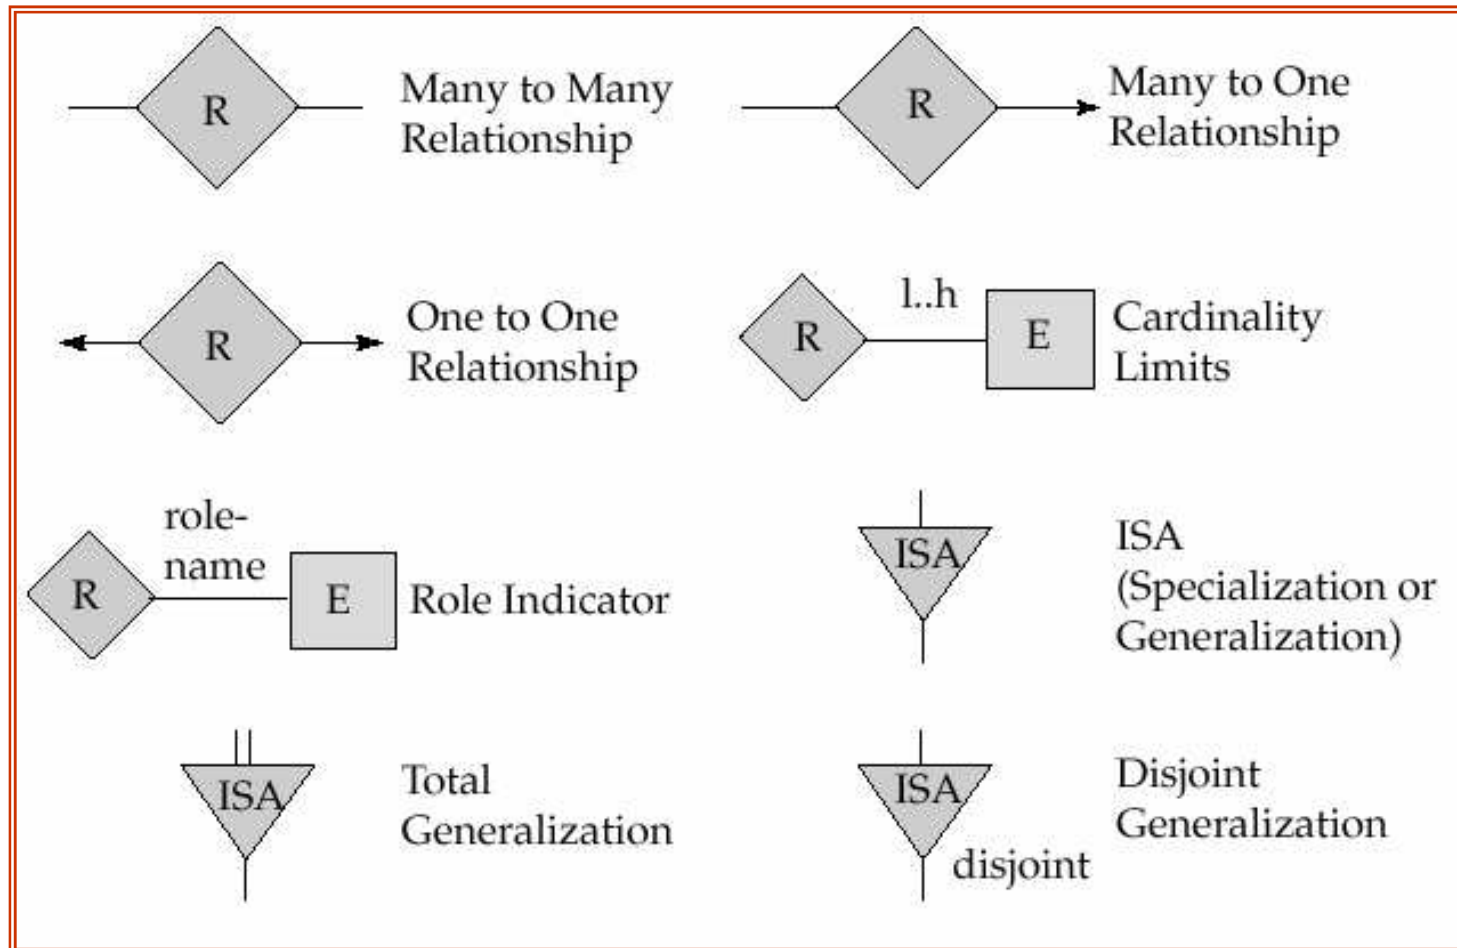 R
Many to Many
Relationship
R
Many to One
Relationship
R
One to One
Relationship
R
l..h
E
Cardinality
Limits
R
role-
name
E
Role Indicator
ISA
ISA
(Specialization or
Generalization)
ISA
Total
Generalization
ISA
disjoint
Disjoint
Generalization